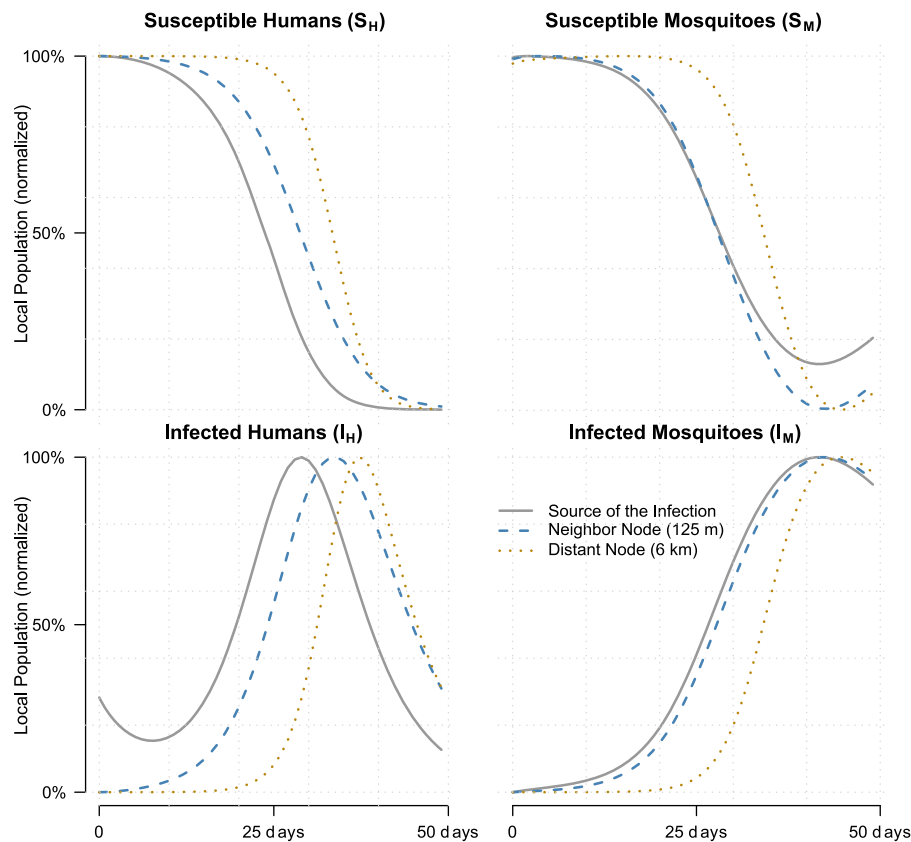 Susceptible Humans (S_H)
Susceptible Mosquitoes (S_M)
Local Population (normalized)
100%
50%
0%
Infected Humans (I_H)
Infected Mosquitoes (I_M)
Local Population (normalized)
100%
50%
0%
Source of the Infection
Neighbor Node (125 m)
Distant Node (6 km)
0
25 days
50 days
0
25 days
50 days